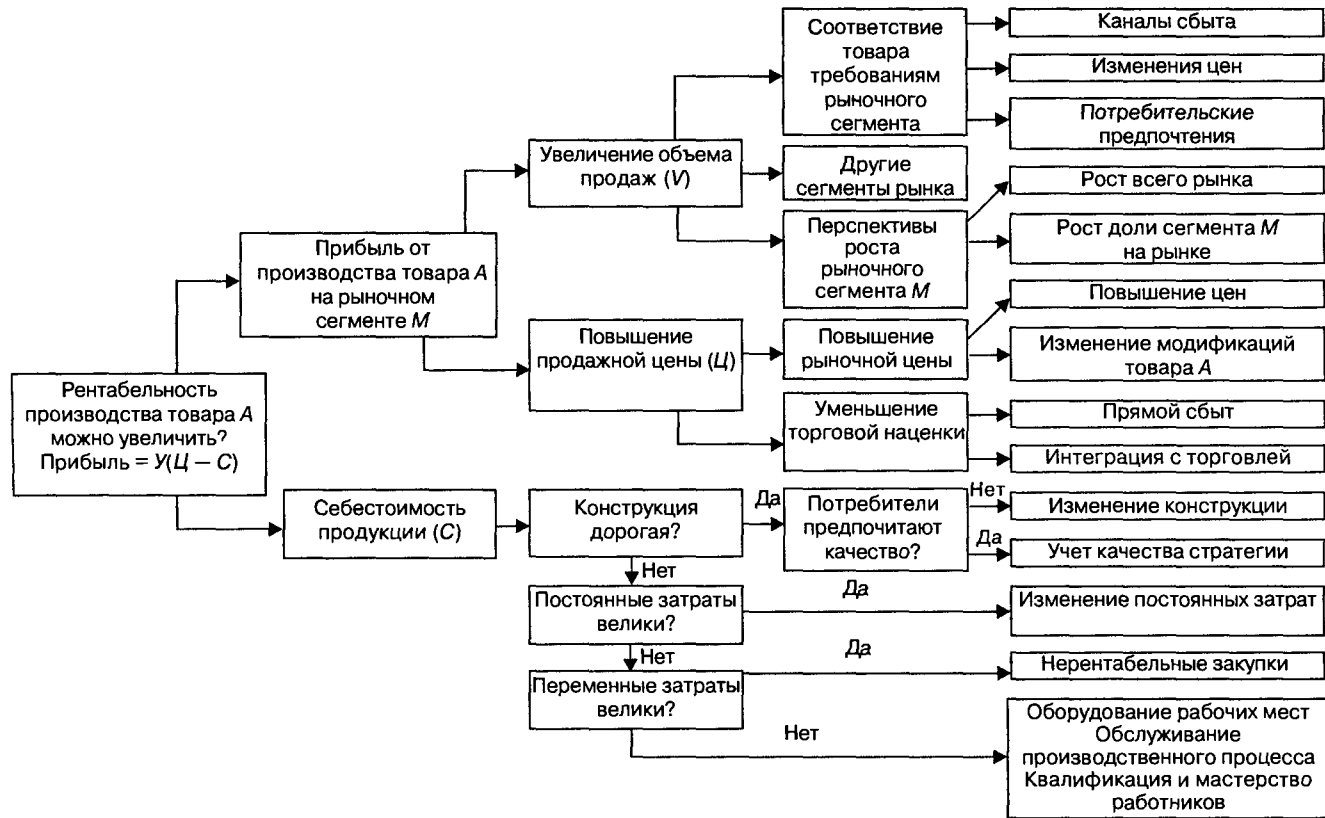 Соответствие
товара
требованиям
рыночного
сегмента
Каналы сбыта
Изменения цен
Потребительские
предпочтения
Увеличение объема
продаж (V)
Другие
сегменты рынка
Рост всего рынка
Перспективы
роста
рыночного
сегмента М
Рост доли сегмента М
на рынке
Прибыль от
производства товара А
на рыночном
сегменте М
Повышение
продажной цены (Ц)
Повышение
рыночной цены
Повышение цен
Изменение модификаций
товара А
Рентабельность
производства товара А
можно увеличить?
Прибыль = У(Ц – С)
Уменьшение
торговой наценки
Прямой сбыт
Интеграция с торговлей
Себестоимость
продукции (С)
Конструкция
дорогая?
Да
Потребители
предпочитают
качество?
Нет
Изменение конструкции
Да
Учет качества стратегии
Нет
Постоянные затраты
велики?
Да
Изменение постоянных затрат
Нет
Переменные затраты
велики?
Да
Нерентабельные закупки
Нет
Оборудование рабочих мест
Обслуживание
производственного процесса
Квалификация и мастерство
работников